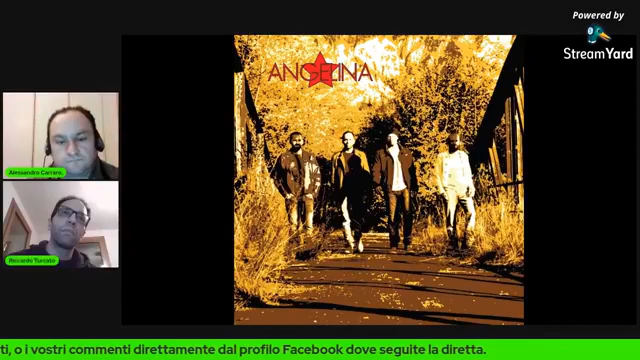 Powered by
StreamYard
ANGELINA
Alessandro Carraro,
Riccardo Turcato
ti, o i vostri commenti direttamente dal profilo Facebook dove seguite la diretta.